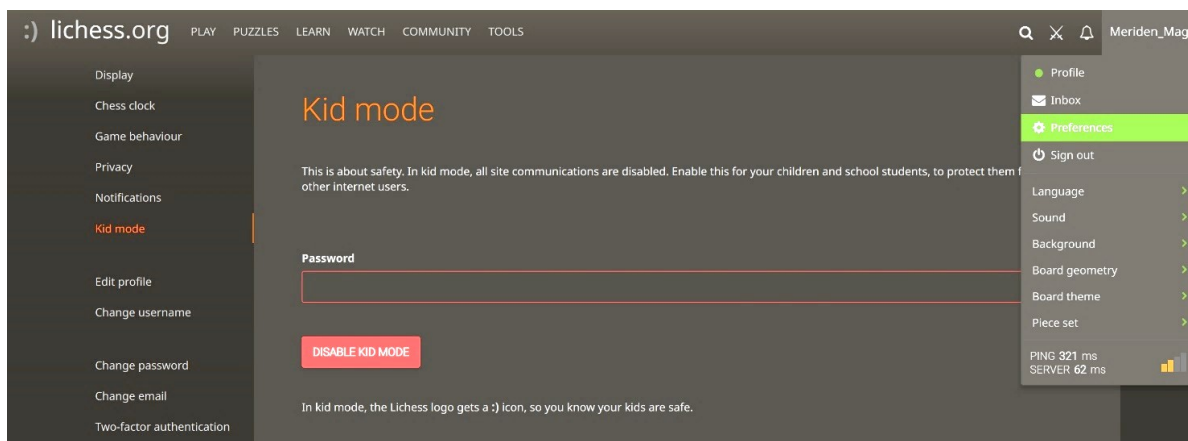 :) lichess.org PLAY PUZZLES LEARN WATCH COMMUNITY TOOLS Meriden_Mag
Display
Chess clock
Game behaviour
Privacy
Notifications
Kid mode
Edit profile
Change username
Change password
Change email
Two-factor authentication
Kid mode
This is about safety. In kid mode, all site communications are disabled. Enable this for your children and school students, to protect them f
other internet users.
Password
DISABLE KID MODE
In kid mode, the Lichess logo gets a :) icon, so you know your kids are safe.
Profile
Inbox
Preferences
Sign out
Language
Sound
Background
Board geometry
Board theme
Piece set
PING 321 ms
SERVER 62 ms